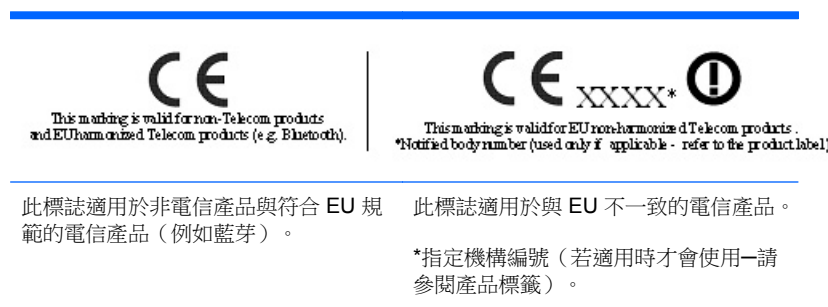 CE
This marking is valid for non-Telecom products
and EU harmonized Telecom products (e.g. Bluetooth).
CE XXXX* !
This marking is valid for EU non-harmonized Telecom products .
*Notified body number (used only if applicable - refer to the product label)
此標誌適用於非電信產品與符合 EU 規
範的電信產品（例如藍芽）。
此標誌適用於與 EU 不一致的電信產品。
*指定機構編號（若適用時才會使用─請
參閱產品標籤）。